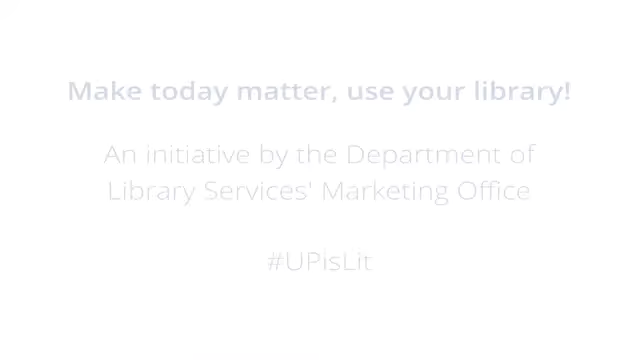 Make today matter, use your library!
An initiative by the Department of
Library Services' Marketing Office
#UPisLit